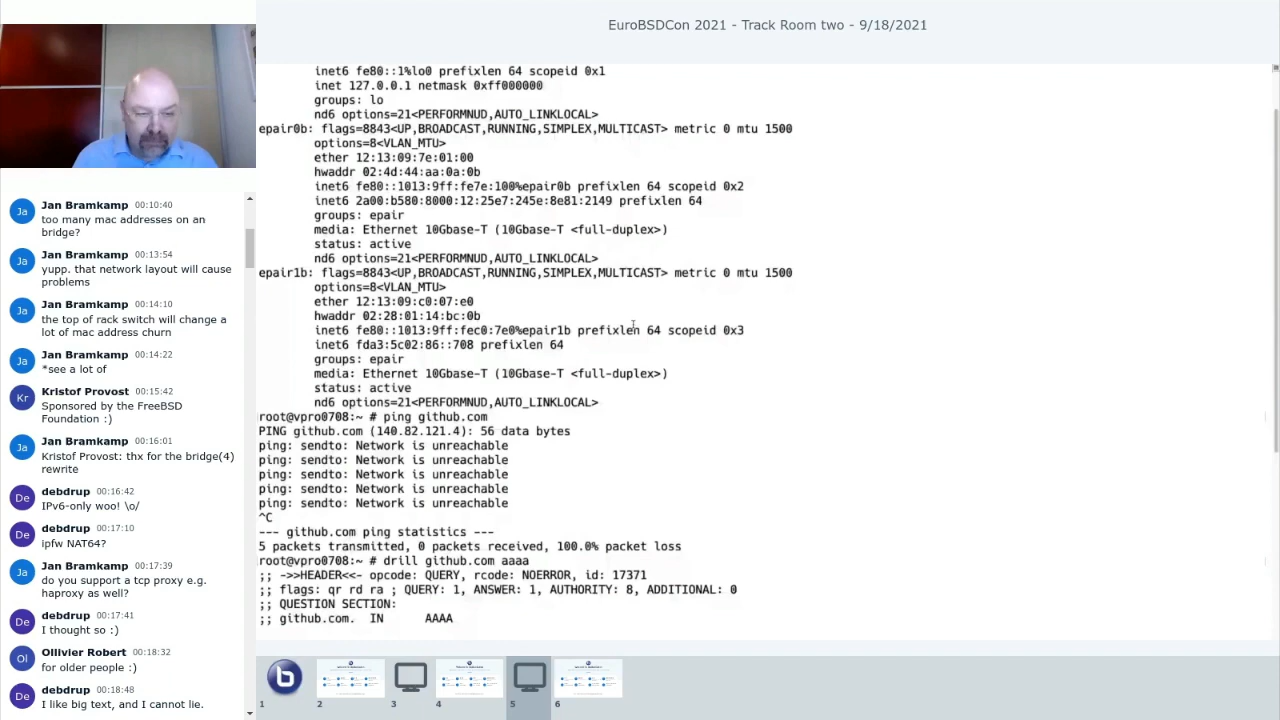 EuroBSDCon 2021 - Track Room two - 9/18/2021
Ja
Jan Bramkamp 00:10:40
too many mac addresses on an
bridge?
Ja
Jan Bramkamp 00:13:54
yupp. that network layout will cause
problems
Ja
Jan Bramkamp 00:14:10
the top of rack switch will change a
lot of mac address churn
Ja
Jan Bramkamp 00:14:22
*see a lot of
Kr
Kristof Provost 00:15:42
Sponsored by the FreeBSD
Foundation :)
Ja
Jan Bramkamp 00:16:01
Kristof Provost: thx for the bridge(4)
rewrite
De
debdrup 00:16:42
IPv6-only woo! \o/
De
debdrup 00:17:10
ipfw NAT64?
Ja
Jan Bramkamp 00:17:39
do you support a tcp proxy e.g.
haproxy as well?
De
debdrup 00:17:41
I thought so :)
Ol
Ollivier Robert 00:18:32
for older people :)
De
debdrup 00:18:48
I like big text, and I cannot lie.
inet6 fe80::1%lo0 prefixlen 64 scopeid 0x1
inet 127.0.0.1 netmask 0xff000000
groups: lo
nd6 options=21<PERFORMNUD,AUTO_LINKLOCAL>
epair0b: flags=8843<UP,BROADCAST,RUNNING,SIMPLEX,MULTICAST> metric 0 mtu 1500
options=8<VLAN_MTU>
ether 12:13:09:7e:01:00
hwaddr 02:4d:44:aa:0a:0b
inet6 fe80::1013:9ff:fe7e:100%epair0b prefixlen 64 scopeid 0x2
inet6 2a00:b580:8000:12:25e7:245e:8e81:2149 prefixlen 64
groups: epair
media: Ethernet 10Gbase-T (10Gbase-T <full-duplex>)
status: active
nd6 options=21<PERFORMNUD,AUTO_LINKLOCAL>
epair1b: flags=8843<UP,BROADCAST,RUNNING,SIMPLEX,MULTICAST> metric 0 mtu 1500
options=8<VLAN_MTU>
ether 12:13:09:c0:07:e0
hwaddr 02:28:01:14:bc:0b
inet6 fe80::1013:9ff:fec0:7e0%epair1b prefixlen 64 scopeid 0x3
inet6 fda3:5c02:86::708 prefixlen 64
groups: epair
media: Ethernet 10Gbase-T (10Gbase-T <full-duplex>)
status: active
nd6 options=21<PERFORMNUD,AUTO_LINKLOCAL>
root@vpro0708:~ # ping github.com
PING github.com (140.82.121.4): 56 data bytes
ping: sendto: Network is unreachable
ping: sendto: Network is unreachable
ping: sendto: Network is unreachable
ping: sendto: Network is unreachable
ping: sendto: Network is unreachable
^C
--- github.com ping statistics ---
5 packets transmitted, 0 packets received, 100.0% packet loss
root@vpro0708:~ # drill github.com aaaa
;; ->>HEADER<<- opcode: QUERY, rcode: NOERROR, id: 17371
;; flags: qr rd ra ; QUERY: 1, ANSWER: 1, AUTHORITY: 8, ADDITIONAL: 0
;; QUESTION SECTION:
;; github.com. IN AAAA
b
1 2 3 4 5 6